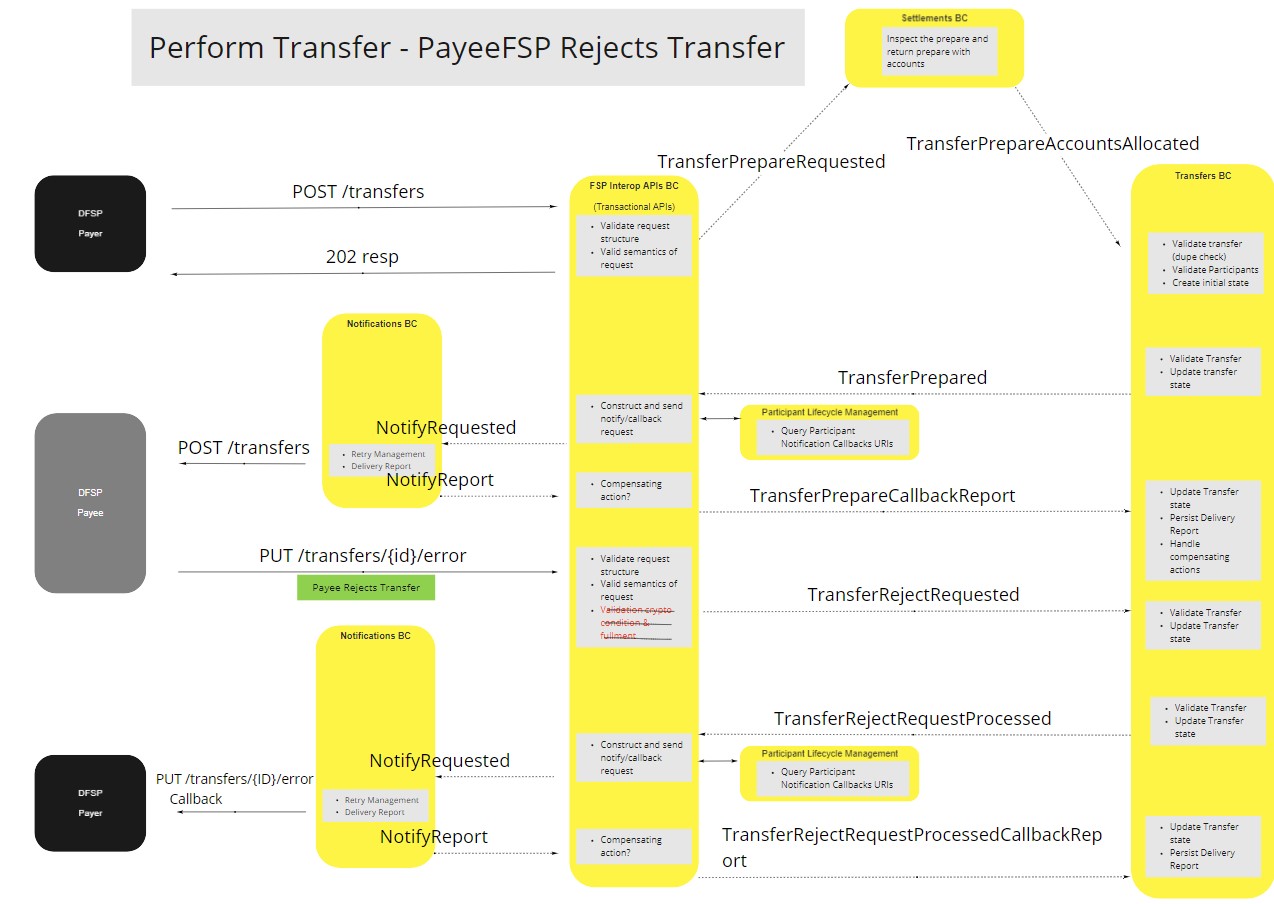 Perform Transfer - PayeeFSP Rejects Transfer
Settlements BC
Inspect the prepare and
return prepare with
accounts
TransferPrepareRequested
TransferPrepareAccountsAllocated
DFSP
Payer
POST /transfers
202 resp
FSP Interop APIs BC
(Transactional APIs)
• Validate request
structure
• Valid semantics of
request
Transfers BC
• Validate transfer
(dupe check)
• Validate Participants
• Create initial state
Notifications BC
• Validate Transfer
• Update transfer
state
TransferPrepared
• Construct and send
notify/callback
request
Participant Lifecycle Management
• Query Participant
Notification Callbacks URIs
NotifyRequested
POST /transfers
• Retry Management
• Delivery Report
NotifyReport
DFSP
Payee
• Compensating
action?
TransferPrepareCallbackReport
• Update Transfer
state
• Persist Delivery
Report
• Handle
compensating
actions
PUT /transfers/{id}/error
Payee Rejects Transfer
• Validate request
structure
• Valid semantics of
request
• Validation crypto
condition &
fullment
TransferRejectRequested
• Validate Transfer
• Update Transfer
state
Notifications BC
• Validate Transfer
• Update Transfer
state
TransferRejectRequestProcessed
• Construct and send
notify/callback
request
Participant Lifecycle Management
• Query Participant
Notification Callbacks URIs
NotifyRequested
DFSP
Payer
PUT /transfers/{ID}/error
Callback
• Retry Management
• Delivery Report
NotifyReport
• Compensating
action?
TransferRejectRequestProcessedCallbackRep
ort
• Update Transfer
state
• Persist Delivery
Report